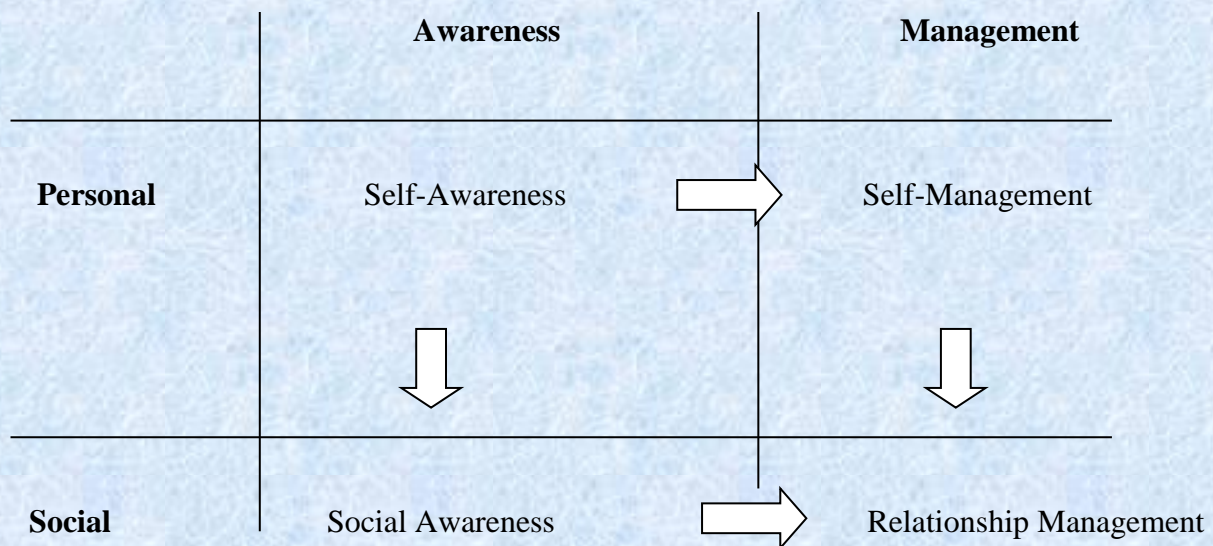 Awareness Management
Personal Self-Awareness Self-Management
Social Social Awareness Relationship Management